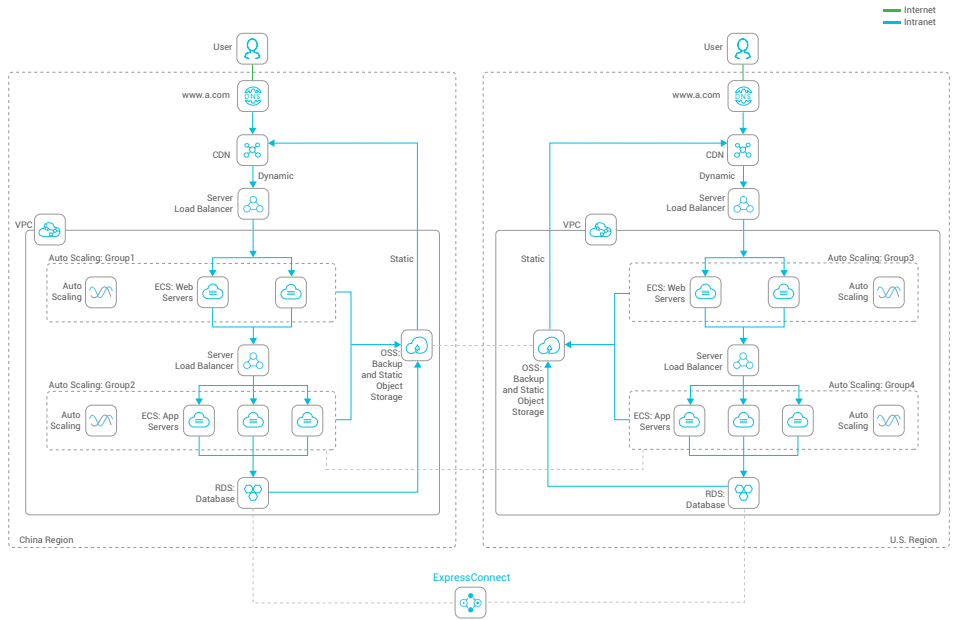 Internet
Intranet
User
www.a.com
DNS
CDN
Dynamic
Server
Load Balancer
VPC
Auto Scaling: Group1
Auto
Scaling
ECS: Web
Servers
Static
Server
Load Balancer
OSS:
Backup
and Static
Object
Storage
Auto Scaling: Group2
Auto
Scaling
ECS: App
Servers
RDS:
Database
China Region
User
www.a.com
DNS
CDN
Dynamic
Server
Load Balancer
VPC
Static
Auto Scaling: Group3
ECS: Web
Servers
Auto
Scaling
OSS:
Backup
and Static
Object
Storage
Server
Load Balancer
Auto Scaling: Group4
ECS: App
Servers
Auto
Scaling
RDS:
Database
U.S. Region
ExpressConnect